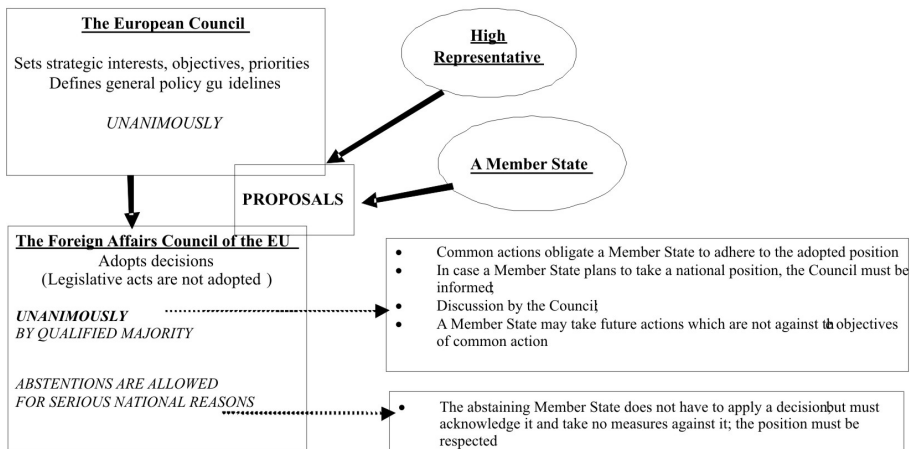 The European Council
Sets strategic interests, objectives, priorities
Defines general policy gu idelines
UNANIMOUSLY
High
Representative
A Member State
PROPOSALS
The Foreign Affairs Council of the EU
Adopts decisions
(Legislative acts are not adopted )
UNANIMOUSLY
BY QUALIFIED MAJORITY
ABSTENTIONS ARE ALLOWED
FOR SERIOUS NATIONAL REASONS
• Common actions obligate a Member State to adhere to the adopted position
• In case a Member State plans to take a national position, the Council must be
informed;
• Discussion by the Council;
• A Member State may take future actions which are not against the objectives
of common action
• The abstaining Member State does not have to apply a decision, but must
acknowledge it and take no measures against it; the position must be
respected